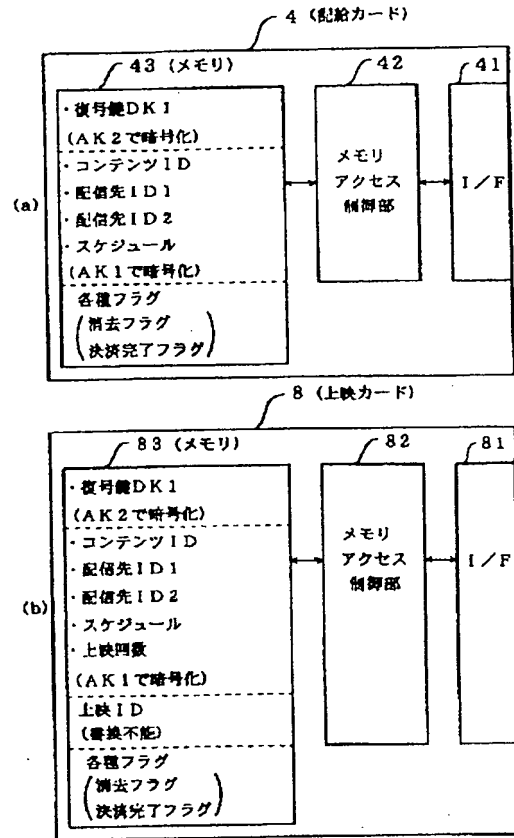 4 (配給カード)
43 (メモリ)
42
41
・復号鍵DK1
(AK2で暗号化)
・コンテンツID
・配信先ID1
・配信先ID2
・スケジュール
(AK1で暗号化)
各種フラグ
(消去フラグ
決済完了フラグ)
メモリ
アクセス
制御部
I/F
(a)
8 (上映カード)
83 (メモリ)
82
81
・復号鍵DK1
(AK2で暗号化)
・コンテンツID
・配信先ID1
・配信先ID2
・スケジュール
・上映回数
(AK1で暗号化)
上映ID
(書換不能)
各種フラグ
(消去フラグ
決済完了フラグ)
メモリ
アクセス
制御部
I/F
(b)